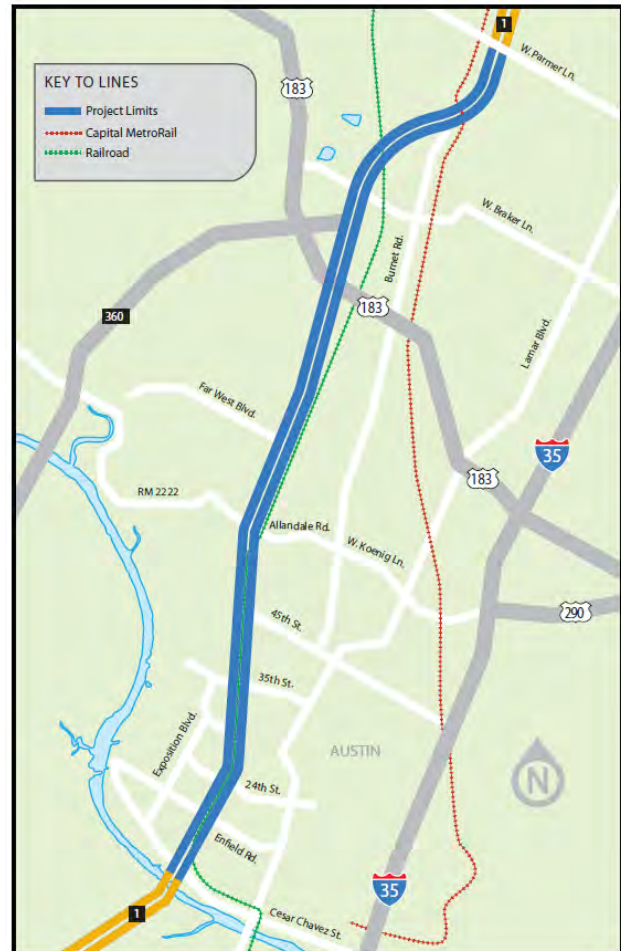 1
W. Parmer Ln.
KEY TO LINES
Project Limits
Capital MetroRail
Railroad
183
W. Braker Ln.
Burnet Rd.
183
360
Lamar Blvd.
Far West Blvd.
35
183
RM 2222
Allandale Rd.
W. Koenig Ln.
290
45th St.
35th St.
Exposition Blvd.
AUSTIN
N
24th St.
Enfield Rd.
35
1
Cesar Chavez St.